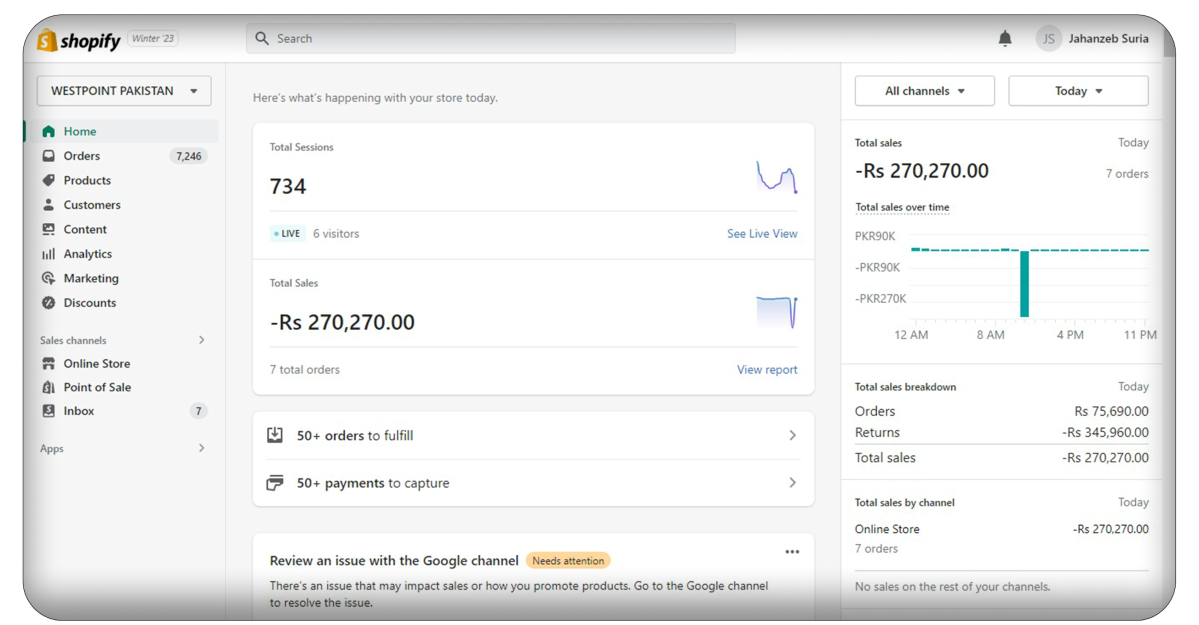 shopify Winter '23
Search
JS Jahanzeb Suria
WESTPOINT PAKISTAN
Home
Orders 7,246
Products
Customers
Content
Analytics
Marketing
Discounts
Sales channels
Online Store
Point of Sale
Inbox 7
Apps
Here's what's happening with your store today.
Total Sessions
734
LIVE 6 visitors See Live View
Total Sales
-Rs 270,270.00
7 total orders View report
50+ orders to fulfill
50+ payments to capture
Review an issue with the Google channel Needs attention
There's an issue that may impact sales or how you promote products. Go to the Google channel
to resolve the issue.
All channels Today
Total sales Today
-Rs 270,270.00 7 orders
Total sales over time
PKR90K
-PKR90K
-PKR270K
12 AM 8 AM 4 PM 11 PM
Total sales breakdown Today
Orders Rs 75,690.00
Returns -Rs 345,960.00
Total sales -Rs 270,270.00
Total sales by channel Today
Online Store -Rs 270,270.00
7 orders
No sales on the rest of your channels.